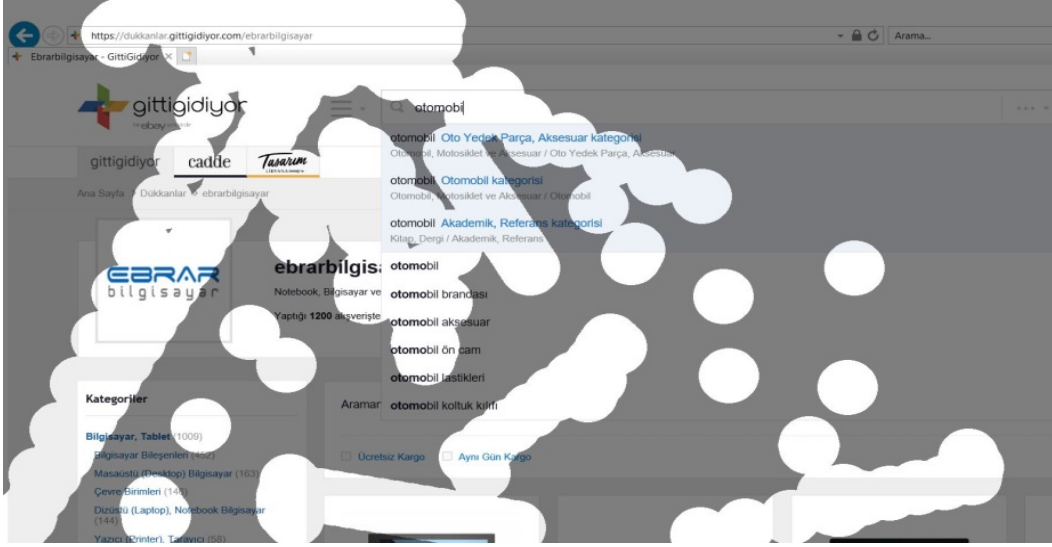 https://dukkanlar.gittigidiyor.com/ebrarbilgisayar
Arama...
Ebrarbilgisayar - GittiGidiyor
gittigidiyor
otomobi
otomobil Oto Yedek Parça, Aksesuar kategorisi
Otomobil, Motosiklet ve Aksesuar / Oto Yedek Parça, Aksesuar
gittigidiyor cadde Tasarım
otomobil Otomobil kategorisi
Otomobil, Motosiklet ve Aksesuar / Otomobil
Ana Sayfa Dükkanlar ebrarbilgisayar
otomobil Akademik, Referans kategorisi
Kitap, Dergi / Akademik, Referans
EBRAR
bilgisayar
ebrarbilgis
Notebook, Bilgisayar ve
Yaptığı 1200 alışverişte
otomobil
otomobil brandası
otomobil aksesuar
otomobil ön cam
otomobil lastikleri
otomobil koltuk kılıfı
Kategoriler
Bilgisayar, Tablet (1009)
Bilgisayar Bileşenleri (462)
Masaüstü (Desktop) Bilgisayar (163)
Çevre Birimleri
Dizüstü (Laptop), Notebook Bilgisayar
(144)
Yazıcı (Printer), Tarayıcı (58)
Aramar
Ücretsiz Kargo Aynı Gün Kargo